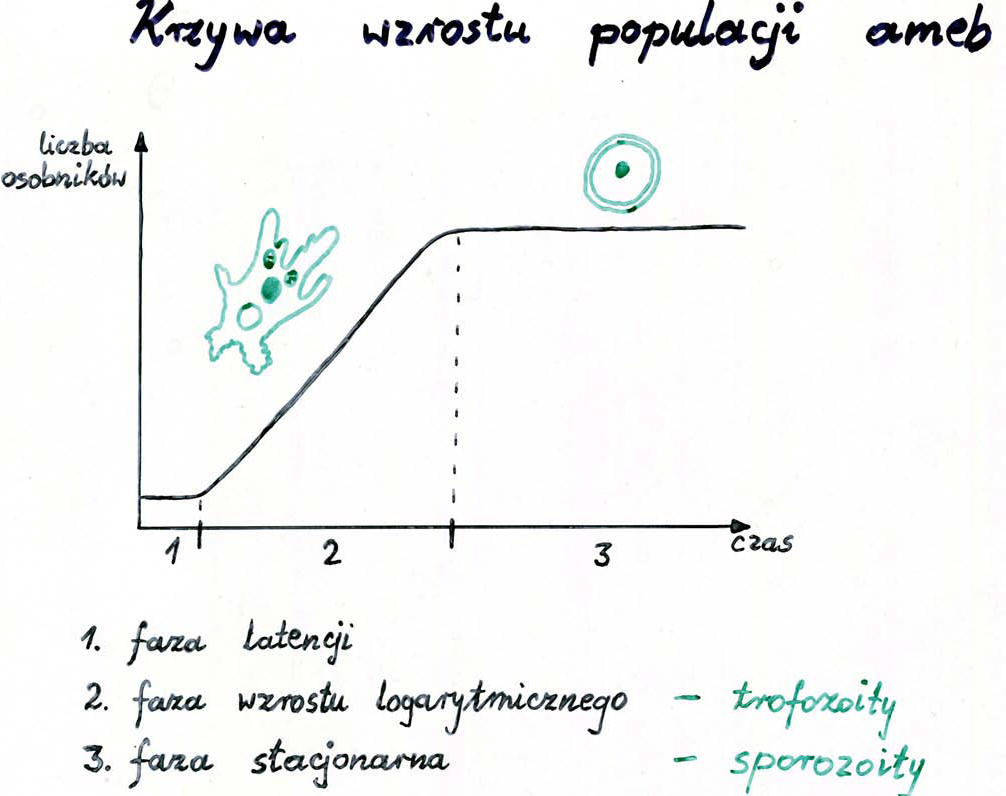 Krzywa wzrostu populacji ameb
liczba
osobników
1 2 3 czas
1. faza latencji
2. faza wzrostu logarytmicznego - trofozoity
3. faza stacjonarna - sporozoity